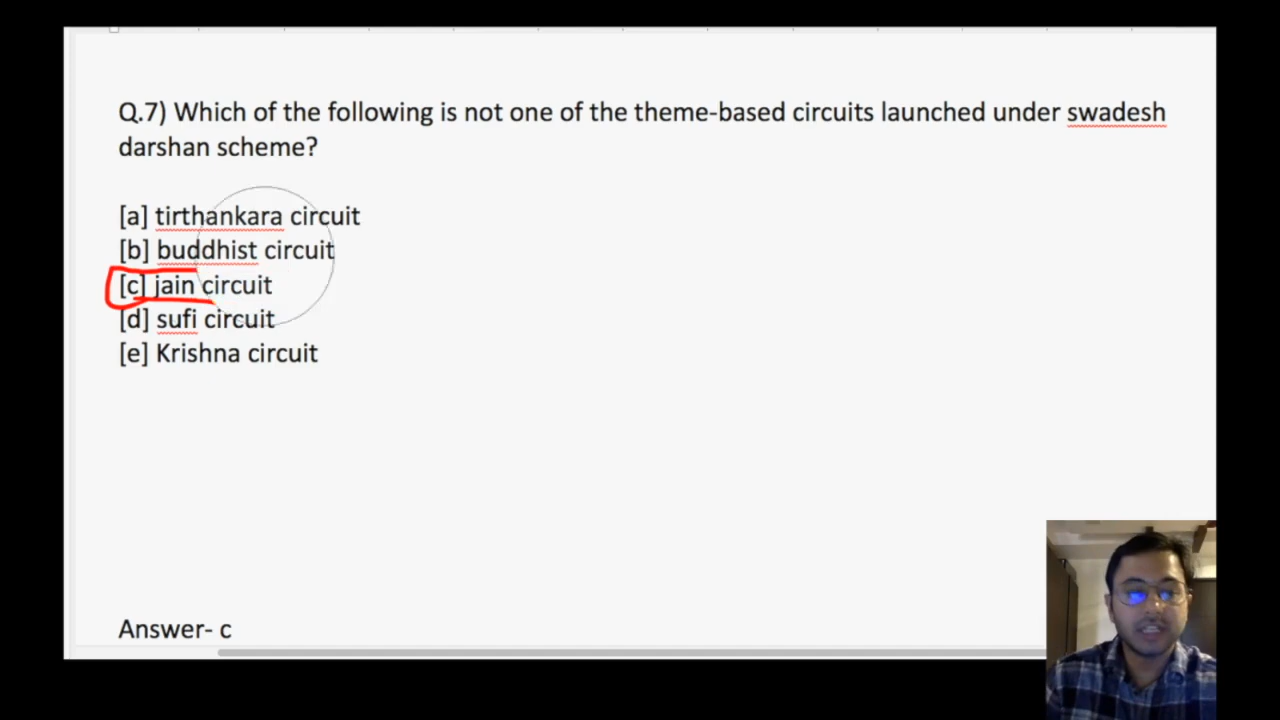 Q.7) Which of the following is not one of the theme-based circuits launched under swadesh
darshan scheme?
[a] tirthankara circuit
[b] buddhist circuit
[c] jain circuit
[d] sufi circuit
[e] Krishna circuit
Answer- c